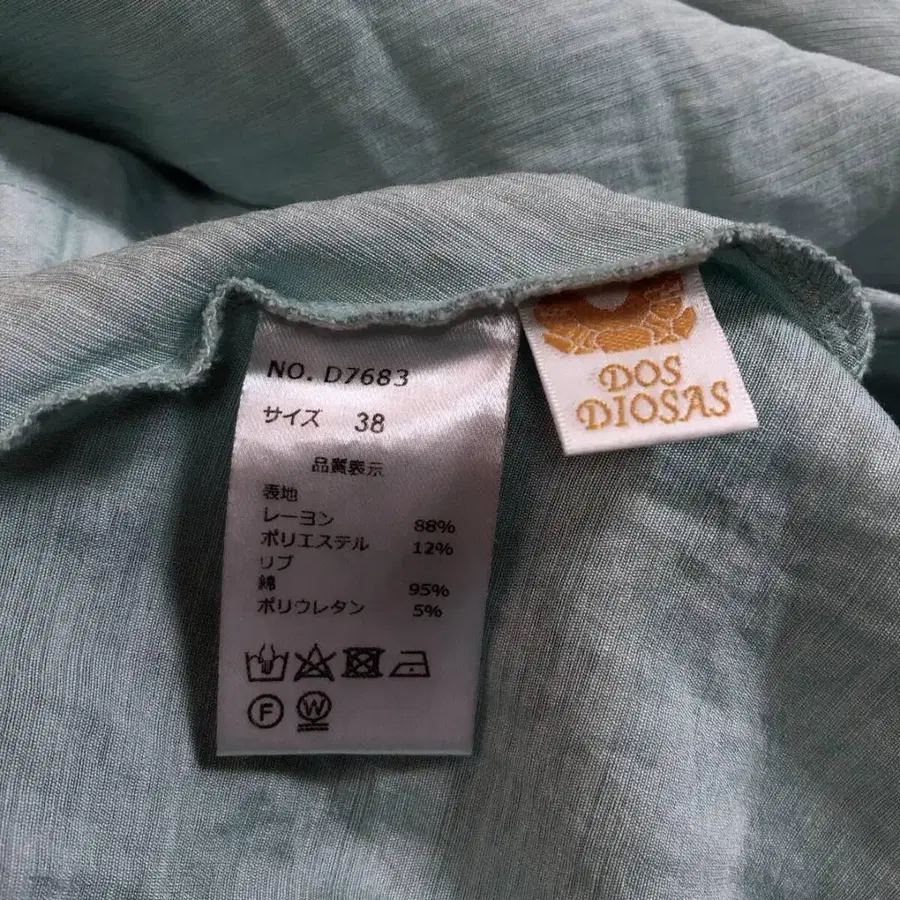 NO. D7683
サイズ 38
品質表示
表地
レーヨン 88%
ポリエステル 12%
リブ
綿 95%
ポリウレタン 5%
F W
DOS
DIOSAS